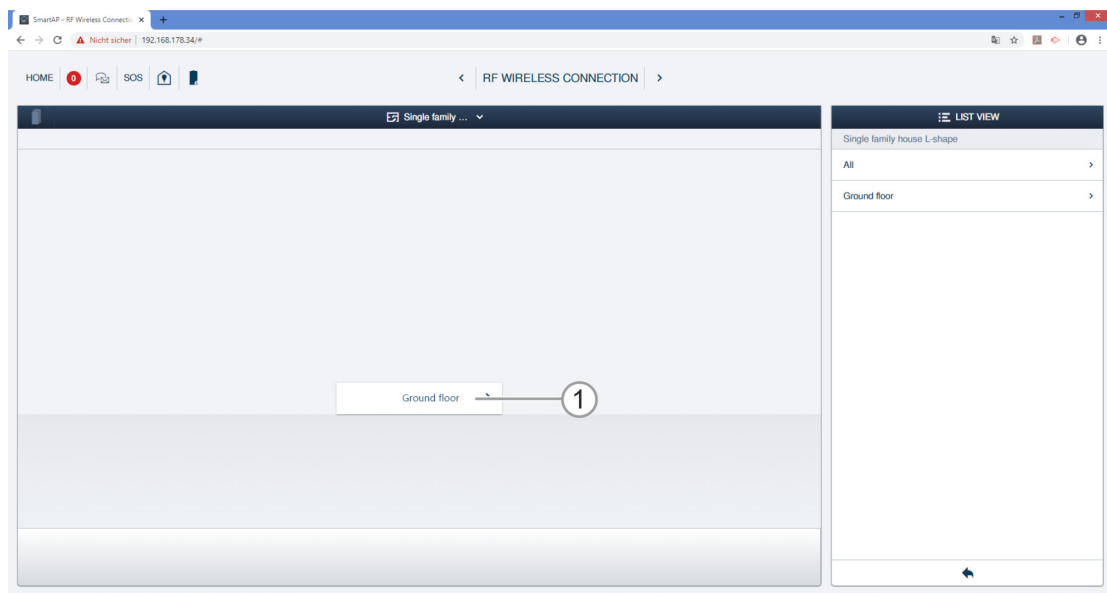 SmartAP - RF Wireless Connectio
Nicht sicher | 192.168.178.34/#
HOME 0 SOS RF WIRELESS CONNECTION
Single family ...
LIST VIEW
Single family house L-shape
All
Ground floor
Ground floor
1